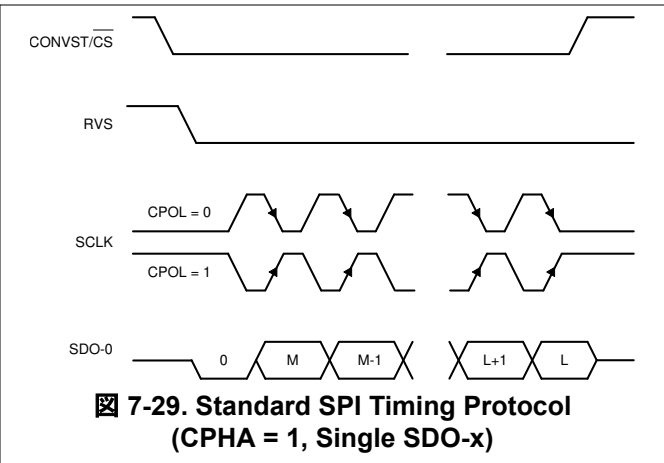 CONVST/CS
RVS
CPOL = 0
SCLK
CPOL = 1
SDO-0
0
M
M-1
L+1
L
図 7-29. Standard SPI Timing Protocol
(CPHA = 1, Single SDO-x)